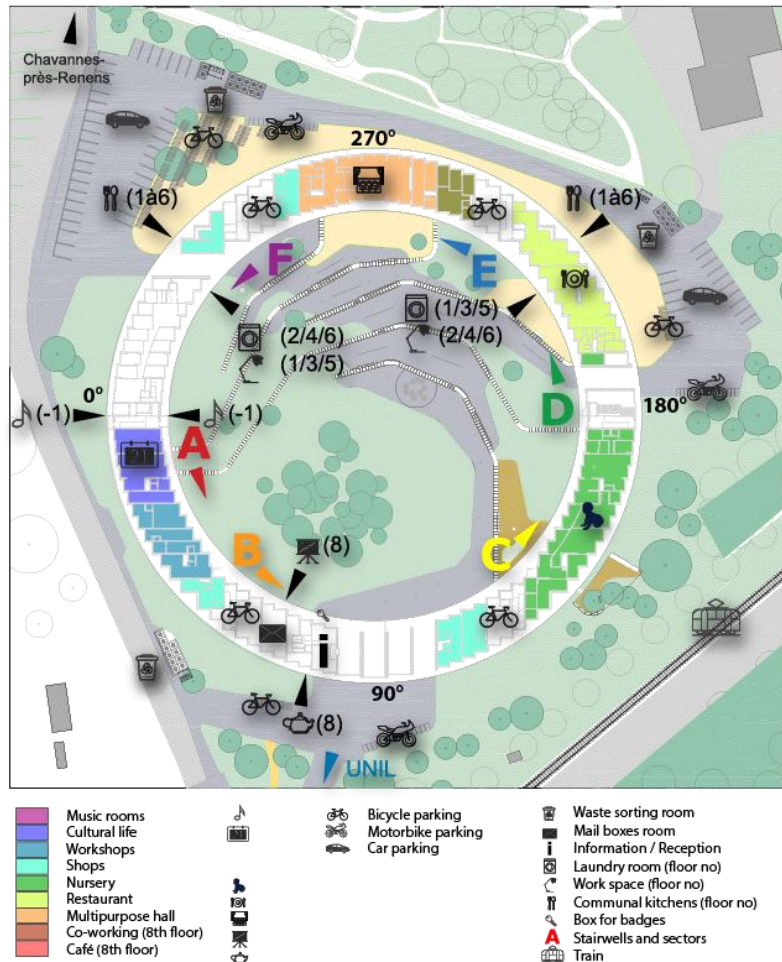 Chavannes-
près-Renens
270°
(1à6)
(1à6)
F
E
(1/3/5)
(2/4/6)
(2/4/6)
(1/3/5)
0°
(-1)
(-1)
D
180°
A
21
B
(8)
C
i
90°
(8)
UNIL
Music rooms
Cultural life
21
Workshops
Shops
Nursery
Restaurant
Multipurpose hall
Co-working (8th floor)
Café (8th floor)
Bicycle parking
Motorbike parking
Car parking
Waste sorting room
Mail boxes room
i Information / Reception
Laundry room (floor no)
Work space (floor no)
Communal kitchens (floor no)
Box for badges
A Stairwells and sectors
Train